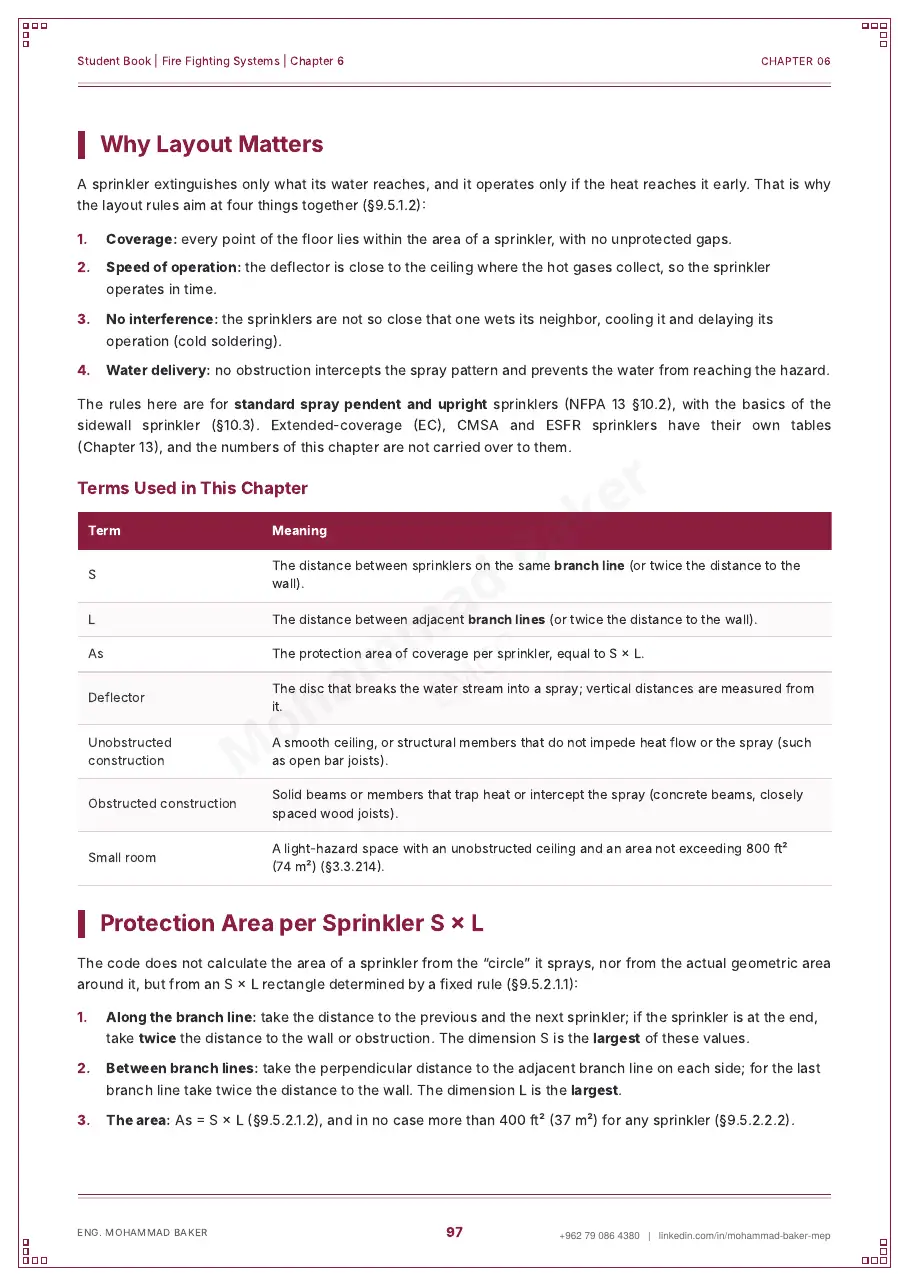 Student Book | Fire Fighting Systems | Chapter 6
CHAPTER 06
Why Layout Matters
A sprinkler extinguishes only what its water reaches, and it operates only if the heat reaches it early. That is why
the layout rules aim at four things together (§9.5.1.2):
1. Coverage: every point of the floor lies within the area of a sprinkler, with no unprotected gaps.
2. Speed of operation: the deflector is close to the ceiling where the hot gases collect, so the sprinkler
operates in time.
3. No interference: the sprinklers are not so close that one wets its neighbor, cooling it and delaying its
operation (cold soldering).
4. Water delivery: no obstruction intercepts the spray pattern and prevents the water from reaching the hazard.
The rules here are for standard spray pendent and upright sprinklers (NFPA 13 §10.2), with the basics of the
sidewall sprinkler (§10.3). Extended-coverage (EC), CMSA and ESFR sprinklers have their own tables
(Chapter 13), and the numbers of this chapter are not carried over to them.
Terms Used in This Chapter
Term Meaning
S The distance between sprinklers on the same branch line (or twice the distance to the
wall).
L The distance between adjacent branch lines (or twice the distance to the wall).
As The protection area of coverage per sprinkler, equal to S × L.
Deflector The disc that breaks the water stream into a spray; vertical distances are measured from
it.
Unobstructed
construction
A smooth ceiling, or structural members that do not impede heat flow or the spray (such
as open bar joists).
Obstructed construction Solid beams or members that trap heat or intercept the spray (concrete beams, closely
spaced wood joists).
Small room A light-hazard space with an unobstructed ceiling and an area not exceeding 800 ft²
(74 m²) (§3.3.214).
Mohammad Baker
Protection Area per Sprinkler S × L
The code does not calculate the area of a sprinkler from the “circle” it sprays, nor from the actual geometric area
around it, but from an S × L rectangle determined by a fixed rule (§9.5.2.1.1):
1. Along the branch line: take the distance to the previous and the next sprinkler; if the sprinkler is at the end,
take twice the distance to the wall or obstruction. The dimension S is the largest of these values.
2. Between branch lines: take the perpendicular distance to the adjacent branch line on each side; for the last
branch line take twice the distance to the wall. The dimension L is the largest.
3. The area: As = S × L (§9.5.2.1.2), and in no case more than 400 ft² (37 m²) for any sprinkler (§9.5.2.2.2).
ENG. MOHAMMAD BAKER
97
+962 79 086 4380 | linkedin.com/in/mohammad-baker-mep